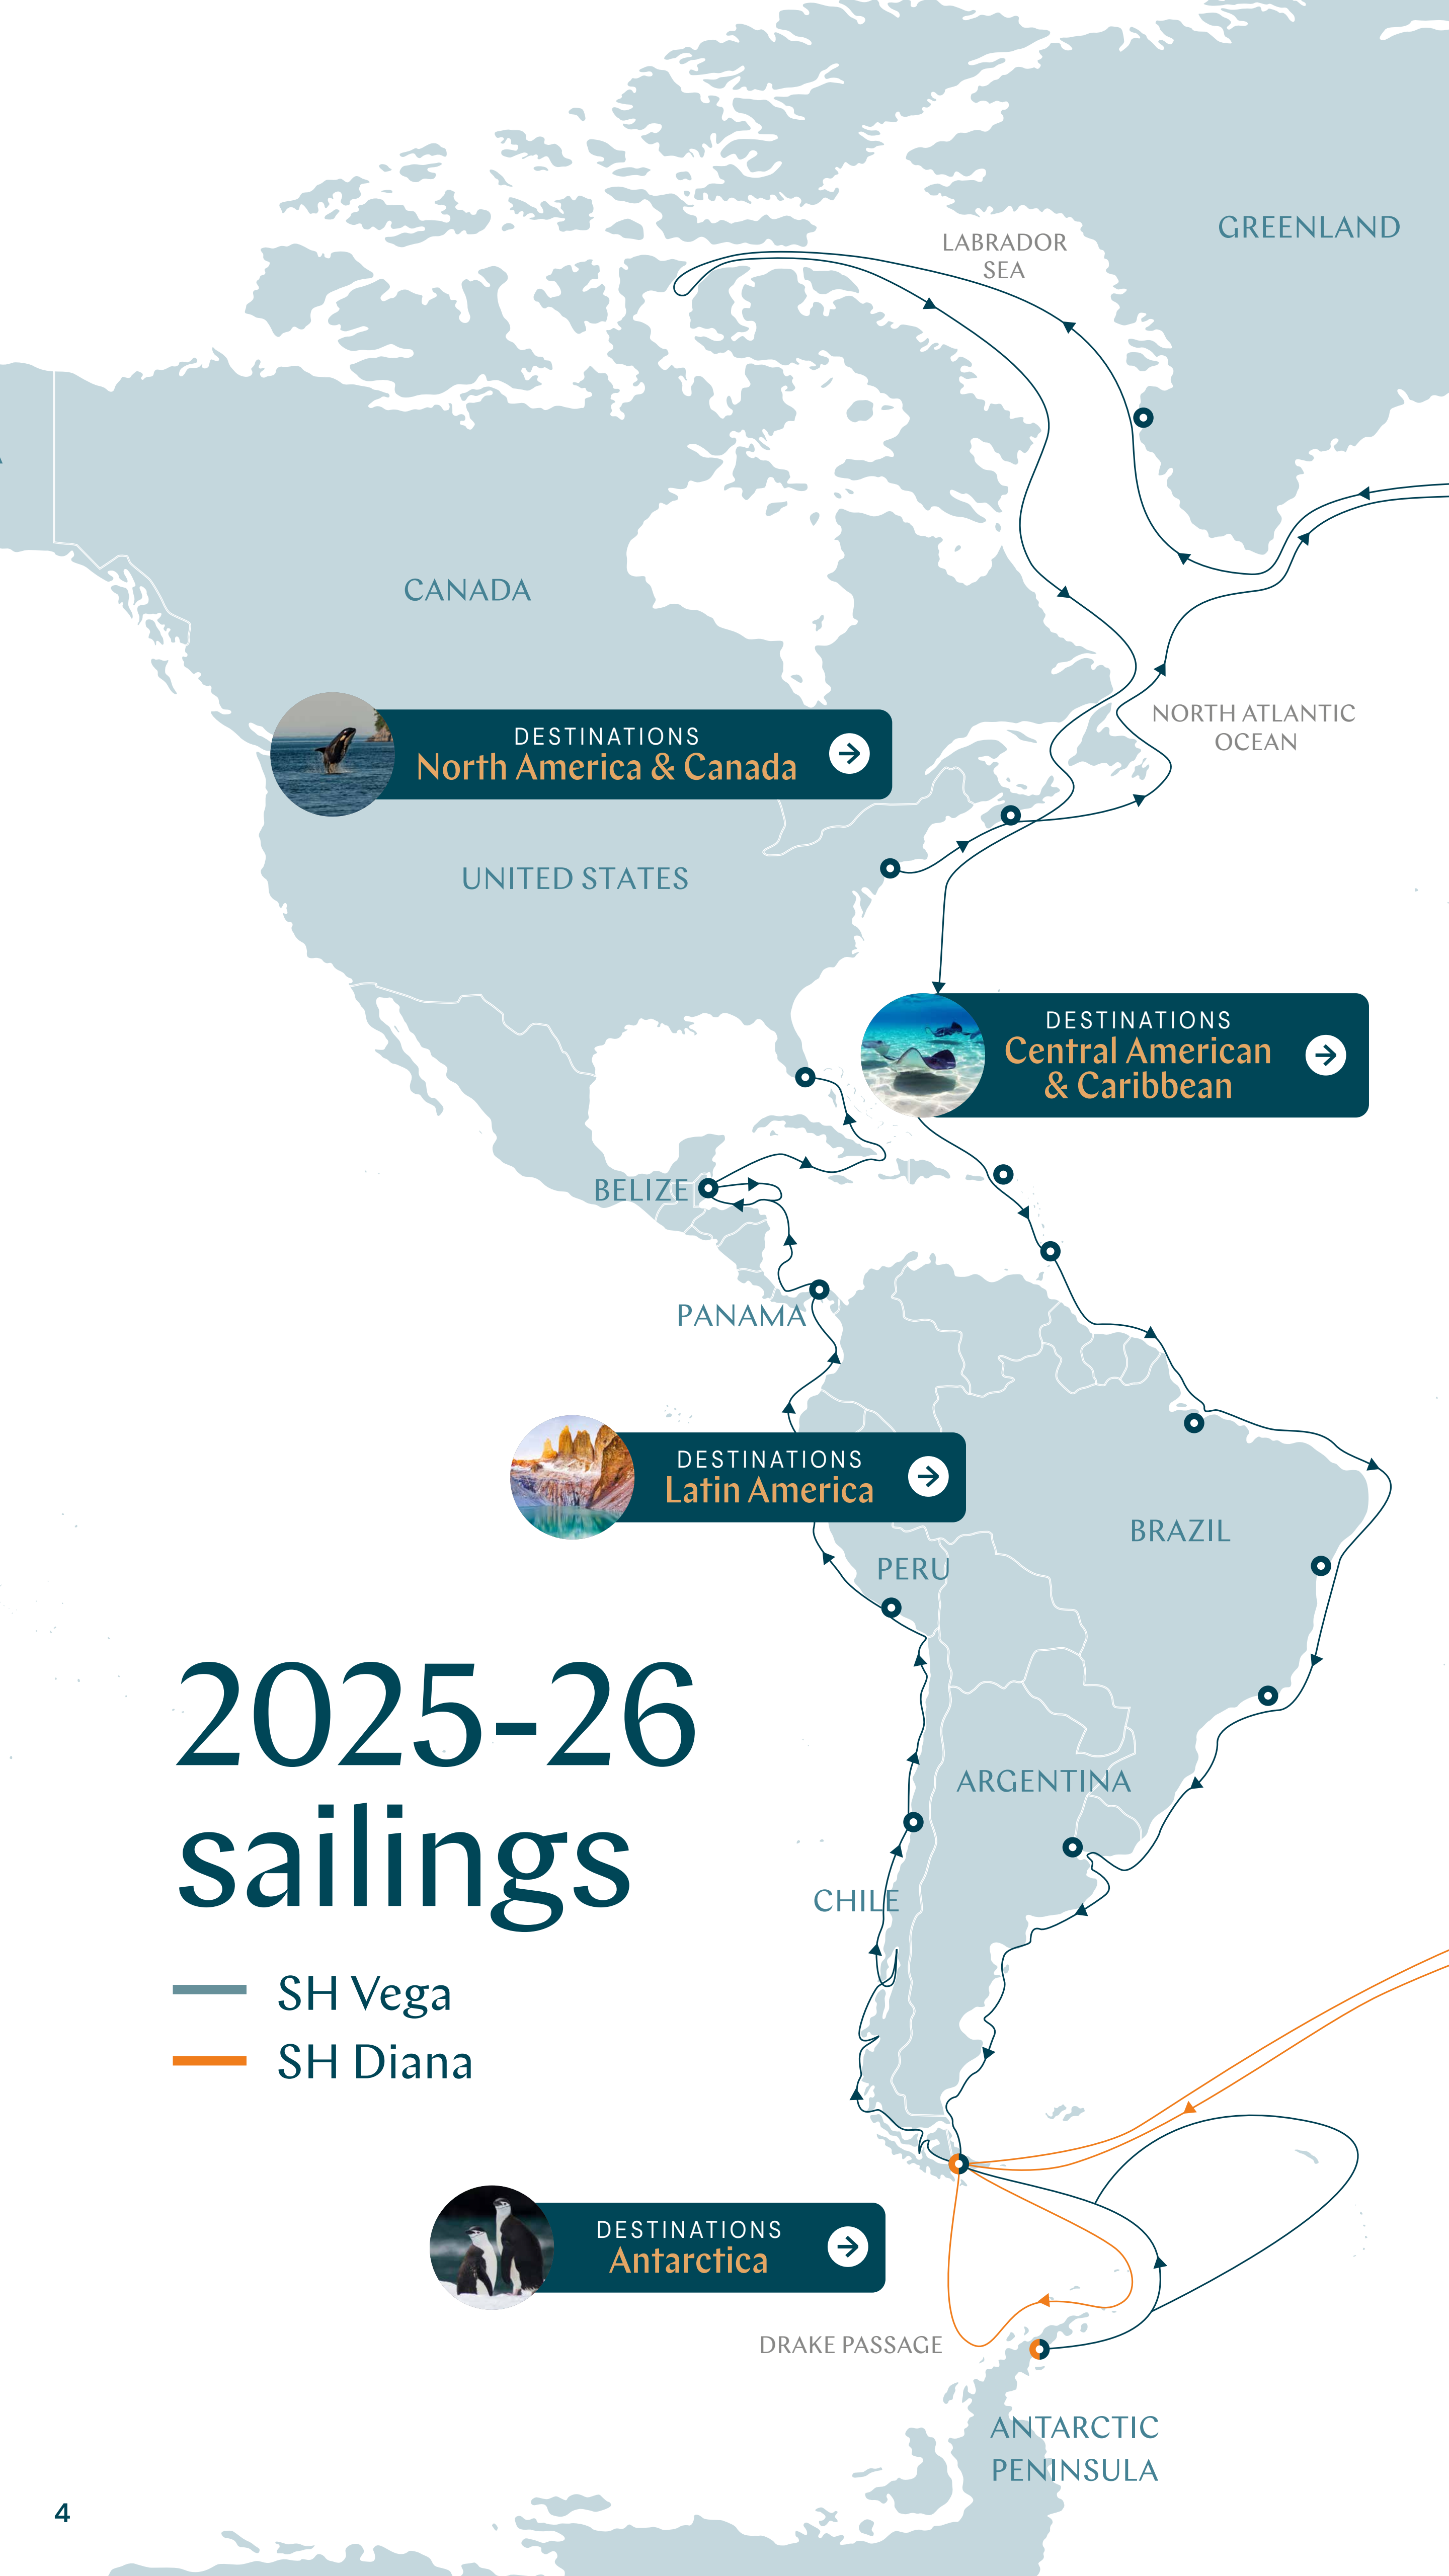 LABRADOR
SEA
GREENLAND
CANADA
DESTINATIONS
North America & Canada
NORTH ATLANTIC
OCEAN
UNITED STATES
DESTINATIONS
Central American
& Caribbean
BELIZE
PANAMA
DESTINATIONS
Latin America
BRAZIL
PERU
2025-26
sailings
ARGENTINA
CHILE
SH Vega
SH Diana
DESTINATIONS
Antarctica
DRAKE PASSAGE
ANTARCTIC
PENINSULA
4